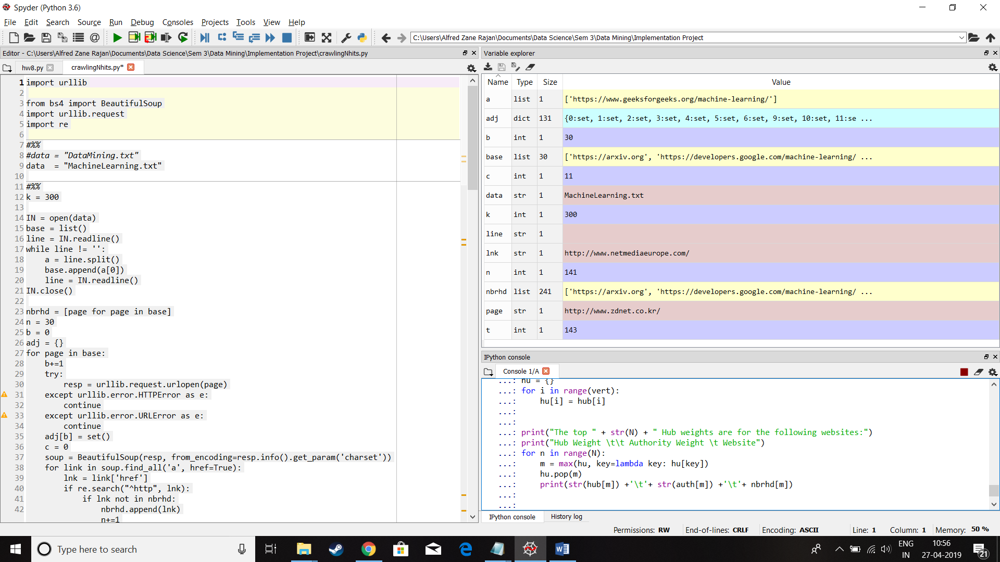 Spyder (Python 3.6)
File Edit Search Source Run Debug Consoles Projects Tools View Help
C:\Users\Alfred Zane Rajan\Documents\Data Science\Sem 3\Data Mining\Implementation Project
Editor - C:\Users\Alfred Zane Rajan\Documents\Data Science\Sem 3\Data Mining\Implementation Project\crawlingNhits.py
hw8.py crawlingNhits.py*
1 import urllib
2
3 from bs4 import BeautifulSoup
4 import urllib.request
5 import re
6
7 #%%
8 #data = "DataMining.txt"
9 data  = "MachineLearning.txt"
10
11 #%%
12 k = 300
13
14 IN = open(data)
15 base = list()
16 line = IN.readline()
17 while line != '':
18     a = line.split()
19     base.append(a[0])
20     line = IN.readline()
21 IN.close()
22
23 nbrhd = [page for page in base]
24 n = 30
25 b = 0
26 adj = {}
27 for page in base:
28     b+=1
29     try:
30         resp = urllib.request.urlopen(page)
31     except urllib.error.HTTPError as e:
32         continue
33     except urllib.error.URLError as e:
34         continue
35     adj[b] = set()
36     c = 0
37     soup = BeautifulSoup(resp, from_encoding=resp.info().get_param('charset'))
38     for link in soup.find_all('a', href=True):
39         lnk = link['href']
40         if re.search("^http", lnk):
41             if lnk not in nbrhd:
42                 nbrhd.append(lnk)
n+=1
Variable explorer
Name Type Size Value
a list 1 ['https://www.geeksforgeeks.org/machine-learning/']
adj dict 131 {0:set, 1:set, 2:set, 3:set, 4:set, 5:set, 6:set, 9:set, 10:set, 11:se ...
b int 1 30
base list 30 ['https://arxiv.org', 'https://developers.google.com/machine-learning/ ...
c int 1 11
data str 1 MachineLearning.txt
k int 1 300
line str 1
lnk str 1 http://www.netmediaeurope.com/
n int 1 141
nbrhd list 241 ['https://arxiv.org', 'https://developers.google.com/machine-learning/ ...
page str 1 http://www.zdnet.co.kr/
t int 1 143
IPython console
Console 1/A
...: hu = {}
...: for i in range(vert):
...:     hu[i] = hub[i]
...:
...:
...: print("The top " + str(N) + " Hub weights are for the following websites:")
...: print("Hub Weight \t\t Authority Weight \t Website")
...: for n in range(N):
...:     m = max(hu, key=lambda key: hu[key])
...:     hu.pop(m)
...:     print(str(hub[m]) +'\t'+ str(auth[m]) +'\t'+ nbrhd[m])
...:
...:
IPython console History log
Permissions: RW End-of-lines: CRLF Encoding: ASCII Line: 1 Column: 1 Memory: 50 %
Type here to search
ENG
IN
10:56
27-04-2019
21